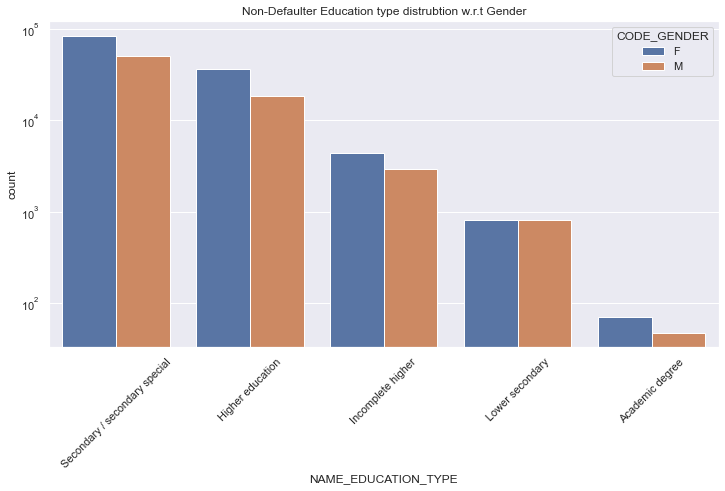 Non-Defaulter Education type distrubtion w.r.t Gender
CODE_GENDER
F
M
10^5
10^4
10^3
10^2
count
Secondary / secondary special
Higher education
Incomplete higher
Lower secondary
Academic degree
NAME_EDUCATION_TYPE